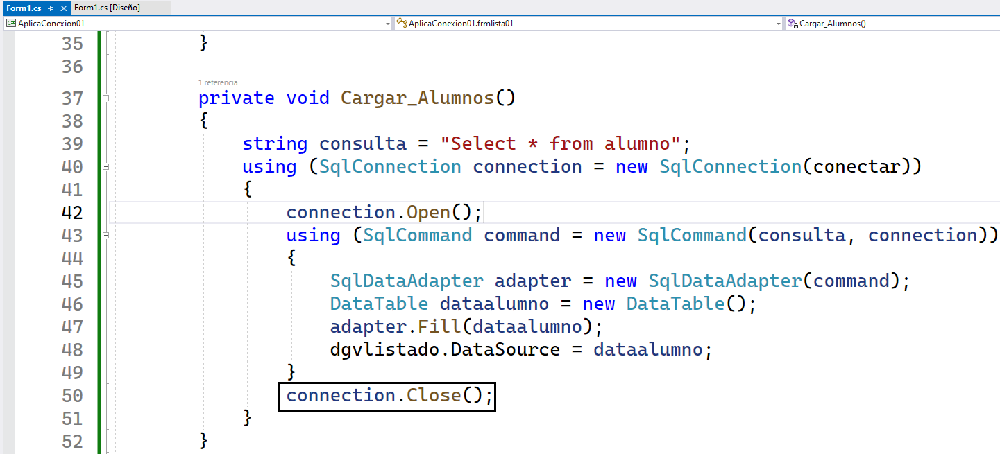 Form1.cs Form1.cs [Diseño]
C# AplicaConexion01 AplicaConexion01.frmlista01 Cargar_Alumnos()
35 }
36
1 referencia
37 private void Cargar_Alumnos()
38 {
39 string consulta = "Select * from alumno";
40 using (SqlConnection connection = new SqlConnection(conectar))
41 {
42 connection.Open();
43 using (SqlCommand command = new SqlCommand(consulta, connection))
44 {
45 SqlDataAdapter adapter = new SqlDataAdapter(command);
46 DataTable dataalumno = new DataTable();
47 adapter.Fill(dataalumno);
48 dgvlistado.DataSource = dataalumno;
49 }
50 connection.Close();
51 }
52 }